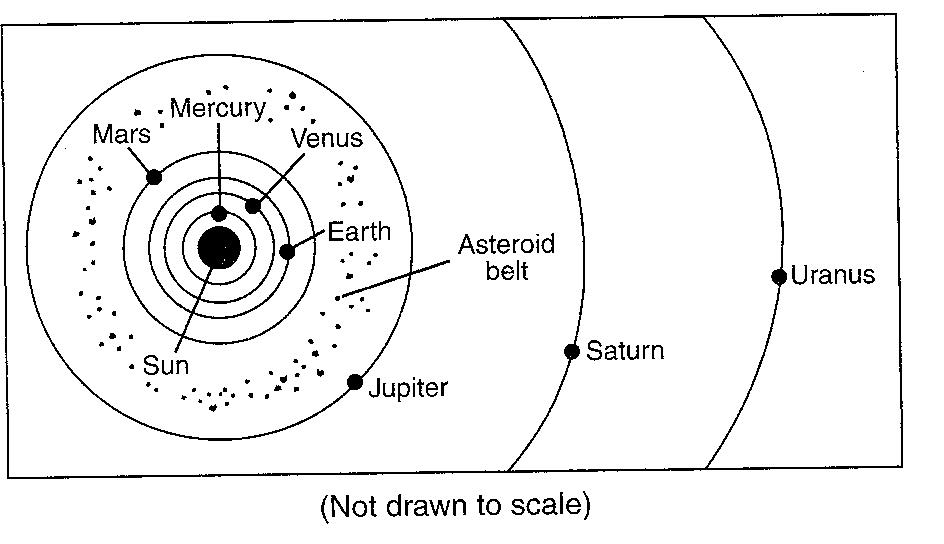 Mercury
Mars
Venus
Earth
Asteroid
belt
Uranus
Sun
Saturn
Jupiter
(Not drawn to scale)